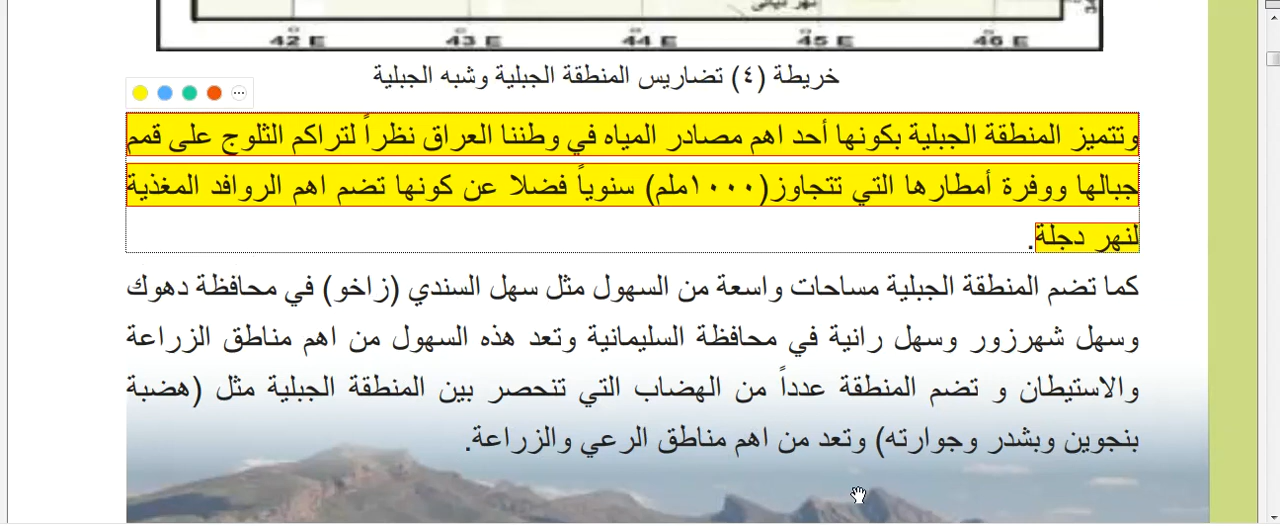 42 E 43 E 44 E 45 E 46 E
خريطة (٤) تضاريس المنطقة الجبلية وشبه الجبلية
وتتميز المنطقة الجبلية بكونها أحد اهم مصادر المياه في وطننا العراق نظراً لتراكم الثلوج على قمم
جبالها ووفرة أمطارها التي تتجاوز(١٠٠٠ملم) سنوياً فضلا عن كونها تضم اهم الروافد المغذية
لنهر دجلة.
كما تضم المنطقة الجبلية مساحات واسعة من السهول مثل سهل السندي (زاخو) في محافظة دهوك
وسهل شهرزور وسهل رانية في محافظة السليمانية وتعد هذه السهول من اهم مناطق الزراعة
والاستيطان و تضم المنطقة عدداً من الهضاب التي تنحصر بين المنطقة الجبلية مثل (هضبة
بنجوين وبشدر وجوارته) وتعد من اهم مناطق الرعي والزراعة.